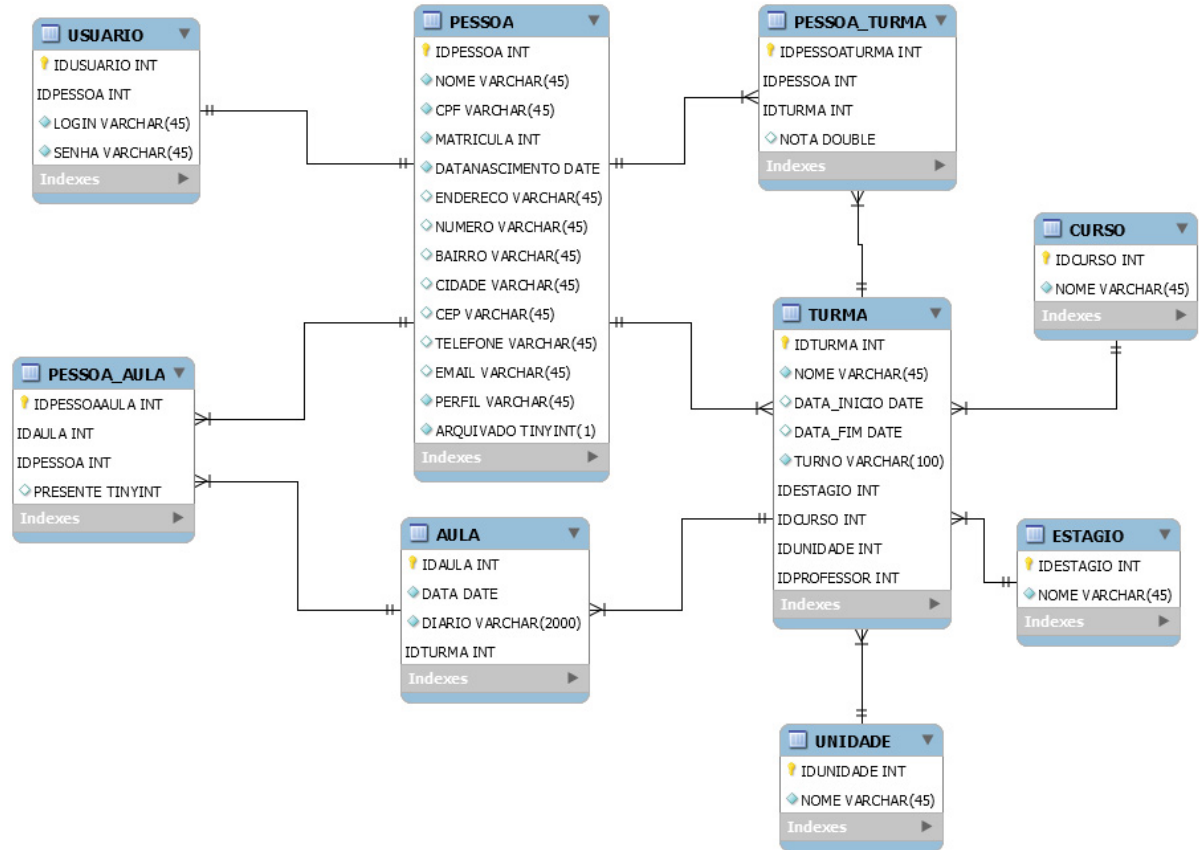 USUARIO
IDUSUARIO INT
IDPESSOA INT
LOGIN VARCHAR(45)
SENHA VARCHAR(45)
Indexes
PESSOA
IDPESSOA INT
NOME VARCHAR(45)
CPF VARCHAR(45)
MATRICULA INT
DATANASCIMENTO DATE
ENDERECO VARCHAR(45)
NUMERO VARCHAR(45)
BAIRRO VARCHAR(45)
CIDADE VARCHAR(45)
CEP VARCHAR(45)
TELEFONE VARCHAR(45)
EMAIL VARCHAR(45)
PERFIL VARCHAR(45)
ARQUIVADO TINYINT(1)
Indexes
PESSOA_TURMA
IDPESSOATURMA INT
IDPESSOA INT
IDTURMA INT
NOTA DOUBLE
Indexes
CURSO
IDCURSO INT
NOME VARCHAR(45)
Indexes
TURMA
IDTURMA INT
NOME VARCHAR(45)
DATA_INICIO DATE
DATA_FIM DATE
TURNO VARCHAR(100)
IDESTAGIO INT
IDCURSO INT
IDUNIDADE INT
IDPROFESSOR INT
Indexes
PESSOA_AULA
IDPESSOAAULA INT
IDAULA INT
IDPESSOA INT
PRESENTE TINYINT
Indexes
AULA
IDAULA INT
DATA DATE
DIARIO VARCHAR(2000)
IDTURMA INT
Indexes
ESTAGIO
IDESTAGIO INT
NOME VARCHAR(45)
Indexes
UNIDADE
IDUNIDADE INT
NOME VARCHAR(45)
Indexes